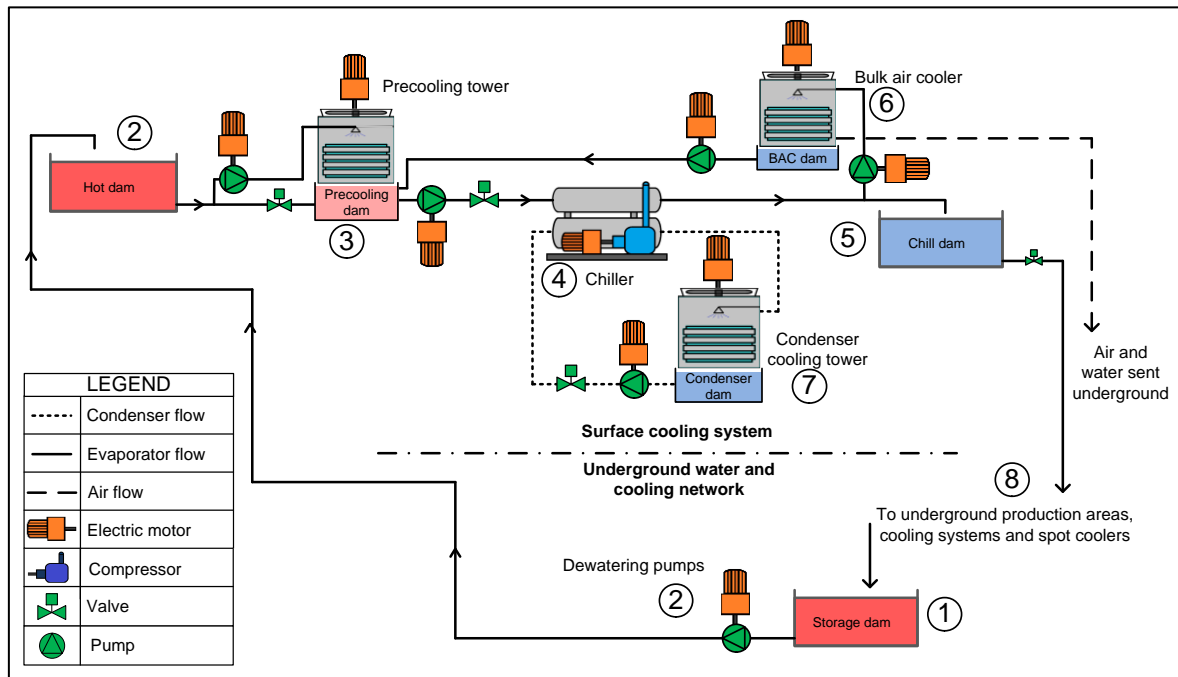 Precooling tower
Bulk air cooler
6
2
Hot dam
BAC dam
Precooling
dam
3
5
Chill dam
4
Chiller
Condenser
cooling tower
7
Condenser
dam
Air and
water sent
underground
LEGEND
Condenser flow
Evaporator flow
Air flow
Electric motor
Compressor
Valve
Pump
Surface cooling system
Underground water and
cooling network
8
To underground production areas,
cooling systems and spot coolers
Dewatering pumps
2
Storage dam
1